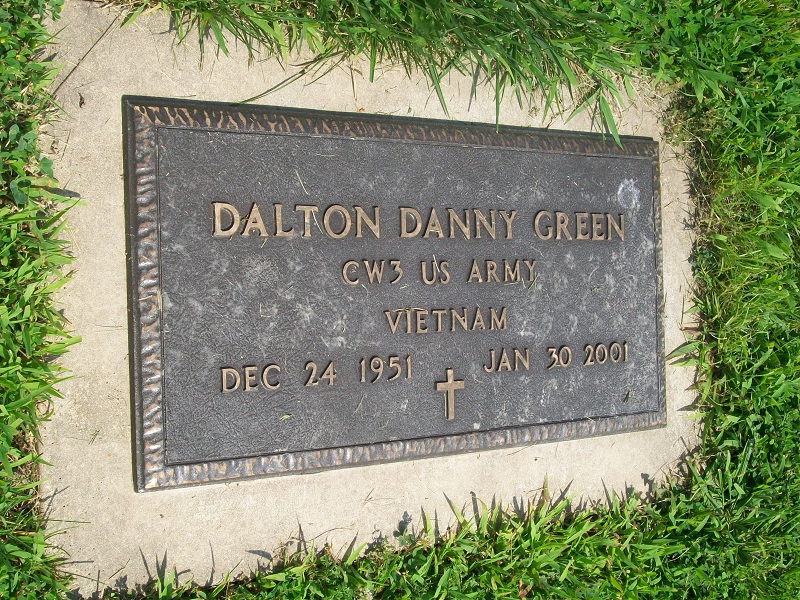 DALTON DANNY GREEN
CW3 US ARMY
VIETNAM
DEC 24 1951 JAN 30 2001